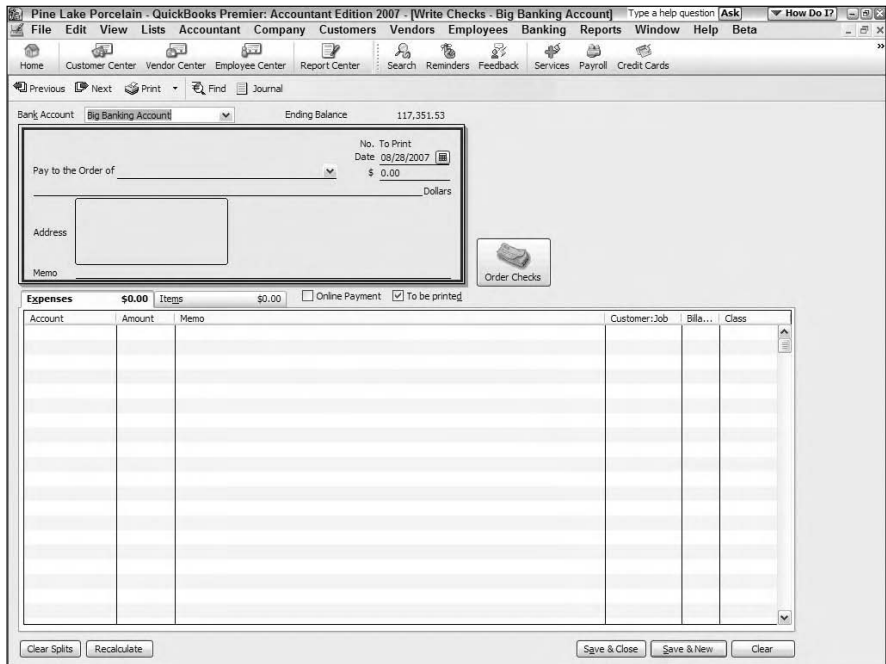 Pine Lake Porcelain - QuickBooks Premier: Accountant Edition 2007 - [Write Checks - Big Banking Account] Type a help question Ask How Do I?
File Edit View Lists Accountant Company Customers Vendors Employees Banking Reports Window Help Beta
Home Customer Center Vendor Center Employee Center Report Center Search Reminders Feedback Services Payroll Credit Cards
Previous Next Print Find Journal
Bank Account Big Banking Account Ending Balance 117,351.53
No. To Print
Date 08/28/2007
Pay to the Order of $ 0.00
Dollars
Address
Memo
Order Checks
Expenses $0.00 Items $0.00 Online Payment To be printed
Account Amount Memo Customer:Job Billa... Class
Clear Splits Recalculate Save & Close Save & New Clear